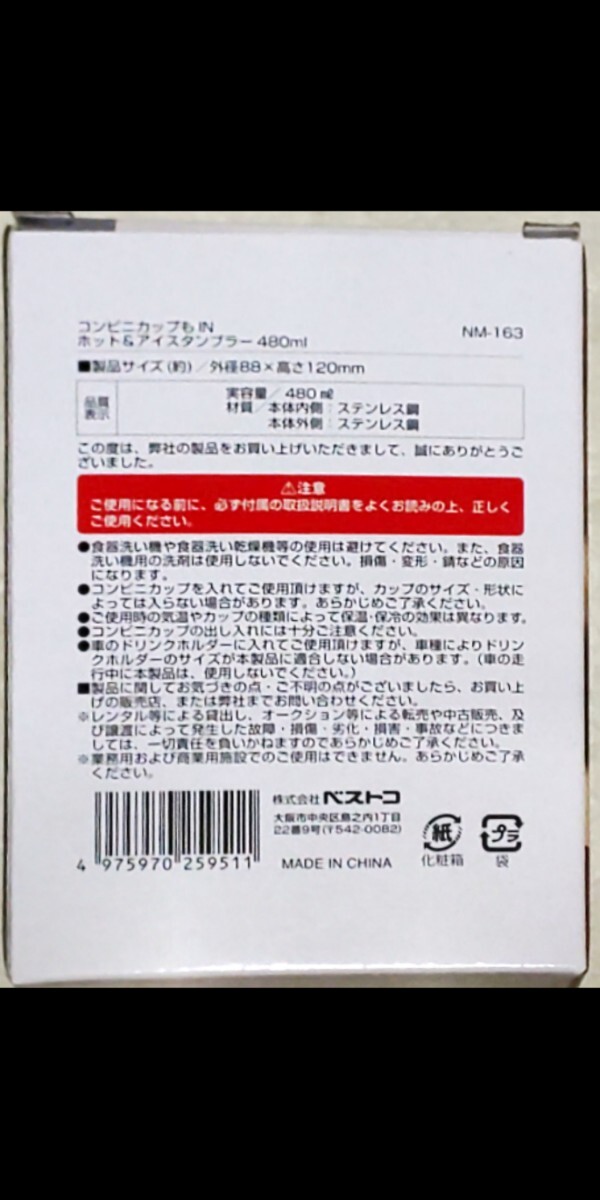 コンビニカップも IN
ホット&アイスタンブラー 480ml
NM-163
■製品サイズ(約)/外径88×高さ120mm
品質
表示
実容量/480㎖
材質/本体内側:ステンレス鋼
本体外側:ステンレス鋼
この度は、弊社の製品をお買い上げいただきまして、誠にありがとうご
ざいました。
⚠注意
ご使用になる前に、必ず付属の取扱説明書をよくお読みの上、正しく
ご使用ください。
●食器洗い機や食器洗い乾燥機等の使用は避けてください。また、食器
洗い機用の洗剤は使用しないでください。損傷・変形・錆などの原因
になります。
●コンビニカップを入れてご使用頂けますが、カップのサイズ・形状に
よっては入らない場合があります。あらかじめご了承ください。
●ご使用時の気温やカップの種類によって保温・保冷の効果は異なります。
●コンビニカップの出し入れには十分ご注意ください。
●車のドリンクホルダーに入れてご使用頂けますが、車種によりドリン
クホルダーのサイズが本製品に適合しない場合があります。(車の走
行中に本製品は、使用しないでください。)
■製品に関してお気づきの点・ご不明の点がございましたら、お買い上
げの販売店、または弊社までお問い合わせください。
※レンタル等による貸出し、オークション等による転売や中古販売、及
び譲渡によって発生した故障・損傷・劣化・損害・事故などにつきま
しては、一切責任を負いかねますのであらかじめご了承ください。
※業務用および商業用施設でのご使用はできません。あらかじめご了承
ください。
株式会社 ベストコ
大阪市中央区島之内1丁目
22番9号(〒542-0082)
4 975970 259511
MADE IN CHINA
紙
化粧箱
プラ
袋